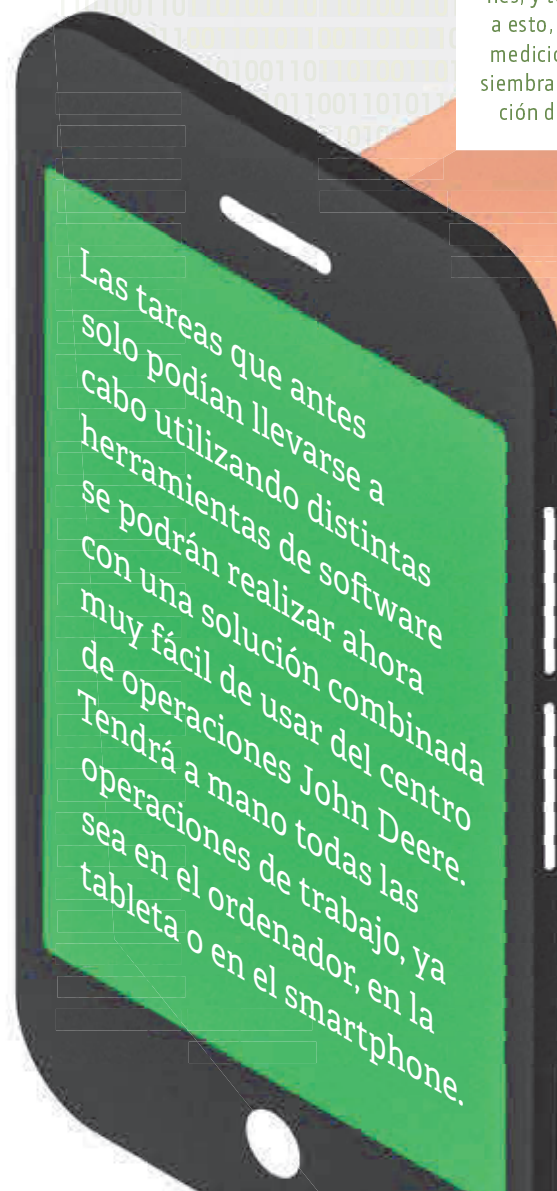 a esto,
siembra
ción d
Las tareas que antes
solo podían llevarse a
cabo utilizando distintas
herramientas de software
se podrán realizar ahora
con una solución combinada
muy fácil de usar del centro
de operaciones John Deere.
Tendrá a mano todas las
operaciones de trabajo, ya
sea en el ordenador, en la
tableta o en el smartphone.